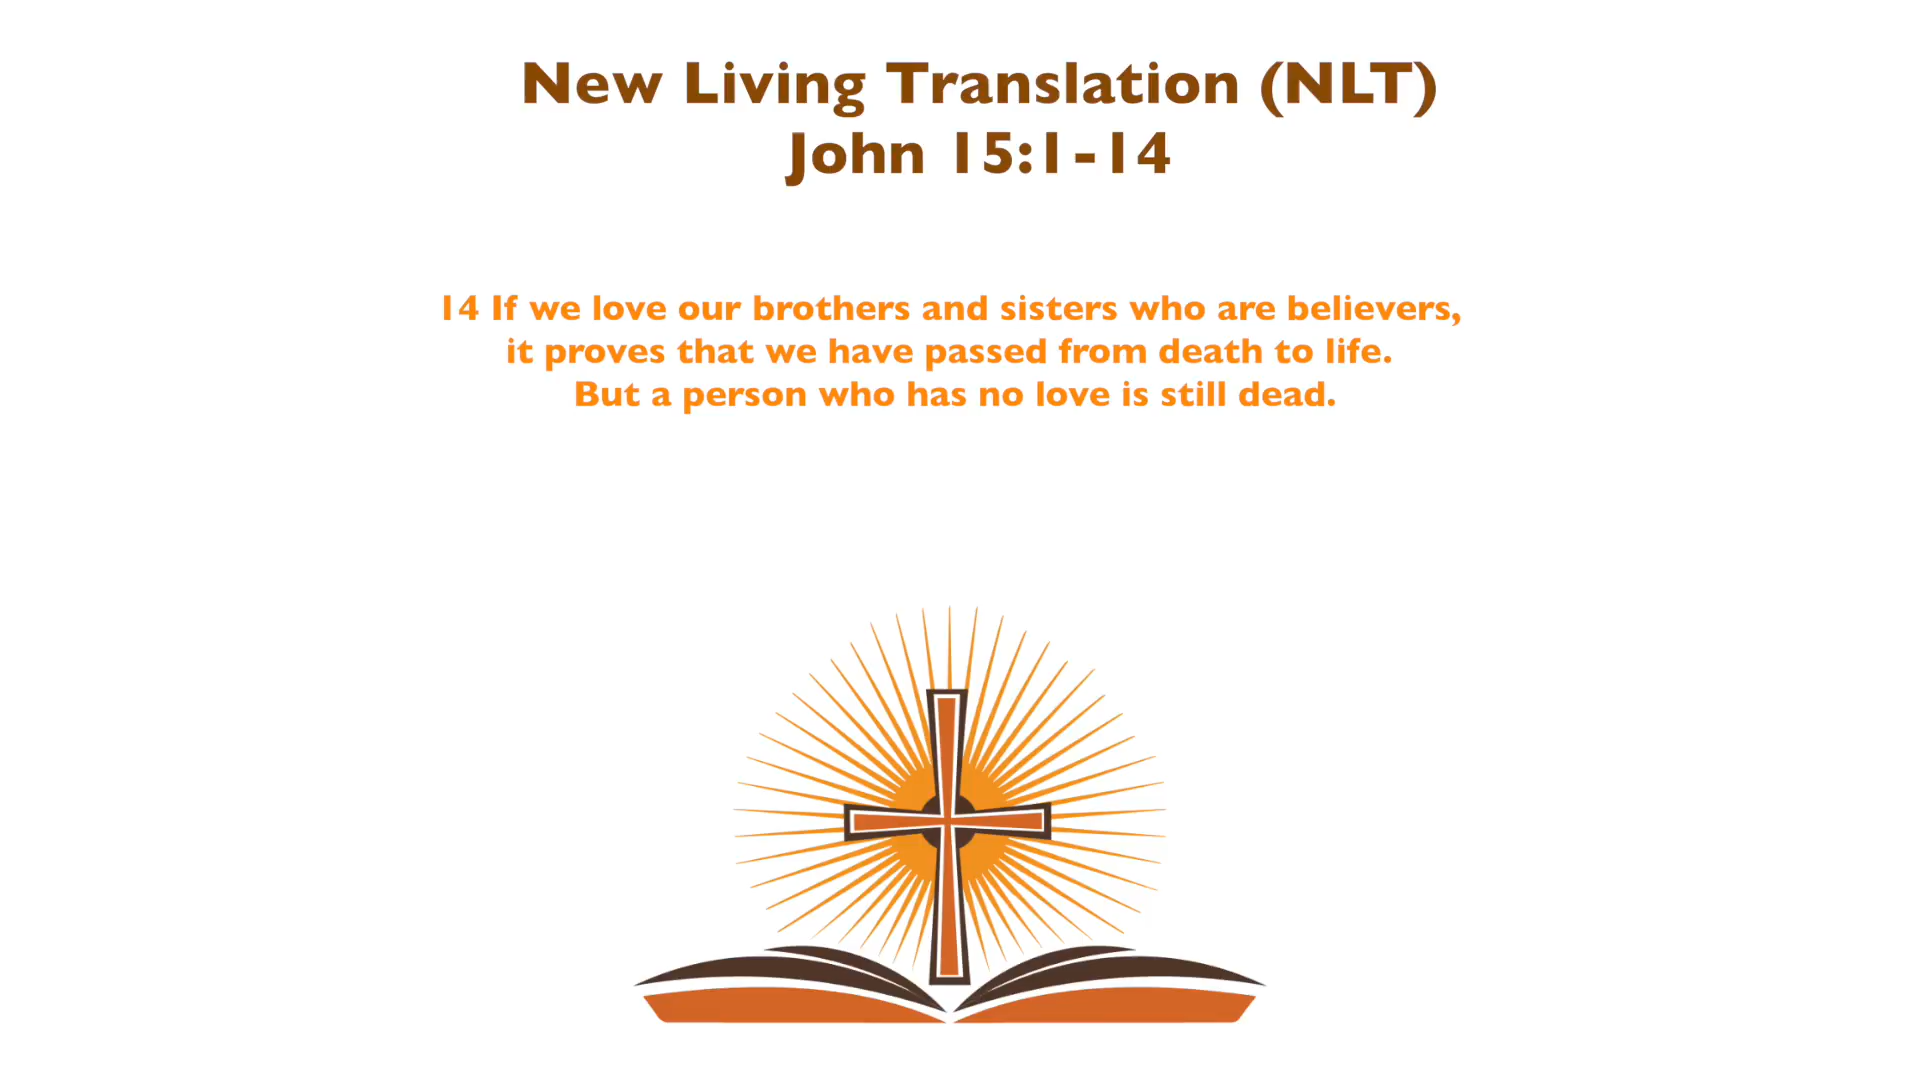 New Living Translation (NLT)
John 15:1-14
14 If we love our brothers and sisters who are believers,
it proves that we have passed from death to life.
But a person who has no love is still dead.